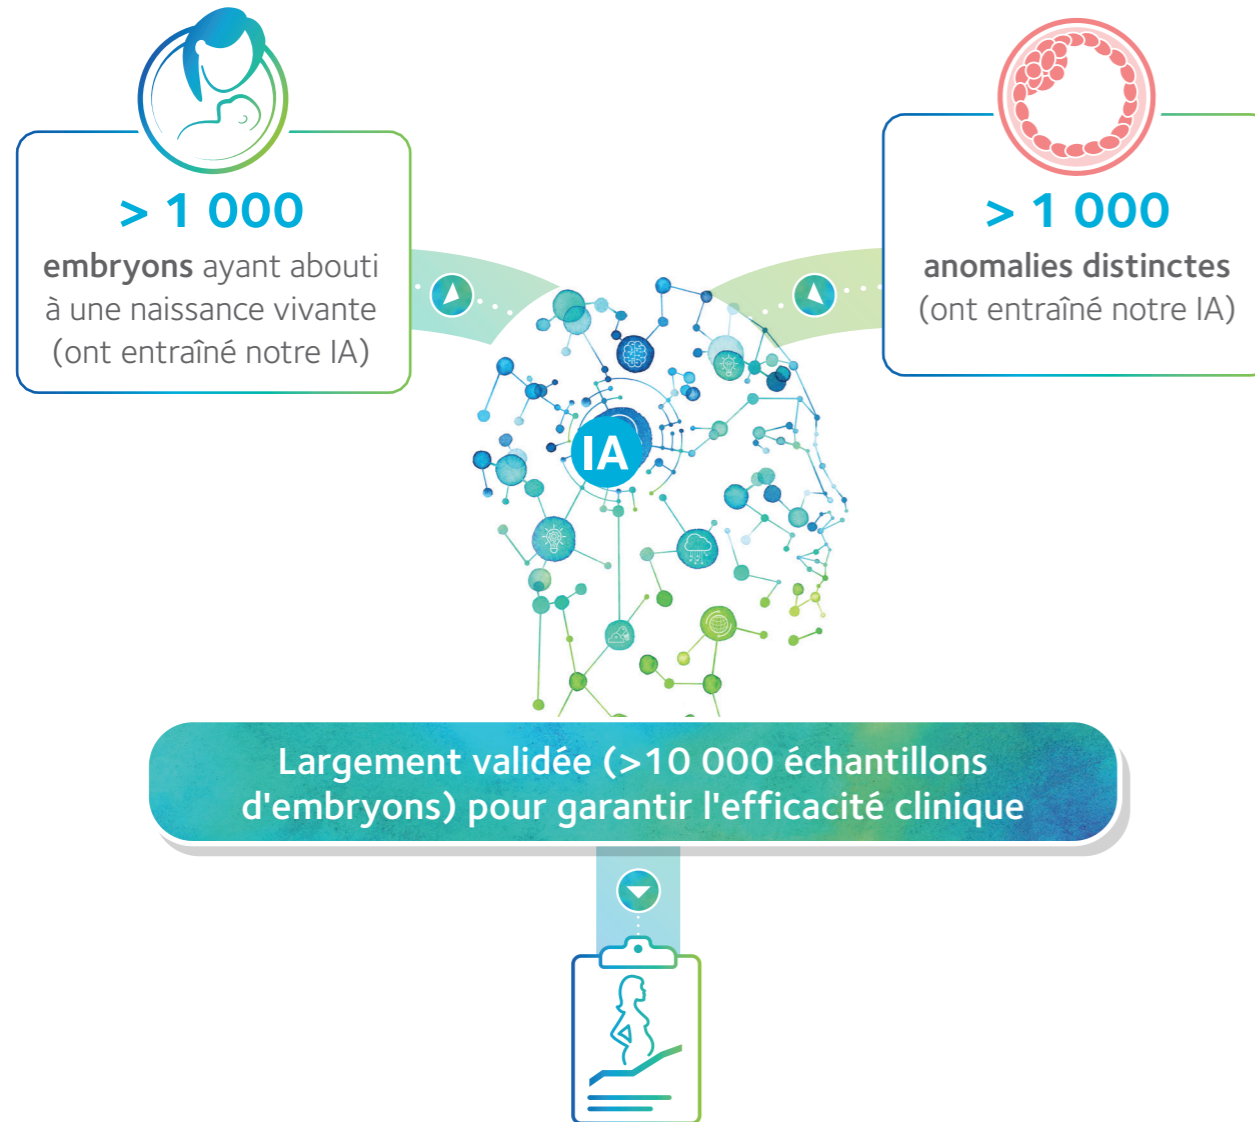 > 1 000
embryons ayant abouti
à une naissance vivante
(ont entraîné notre IA)
> 1 000
anomalies distinctes
(ont entraîné notre IA)
IA
Largement validée (>10 000 échantillons
d'embryons) pour garantir l'efficacité clinique